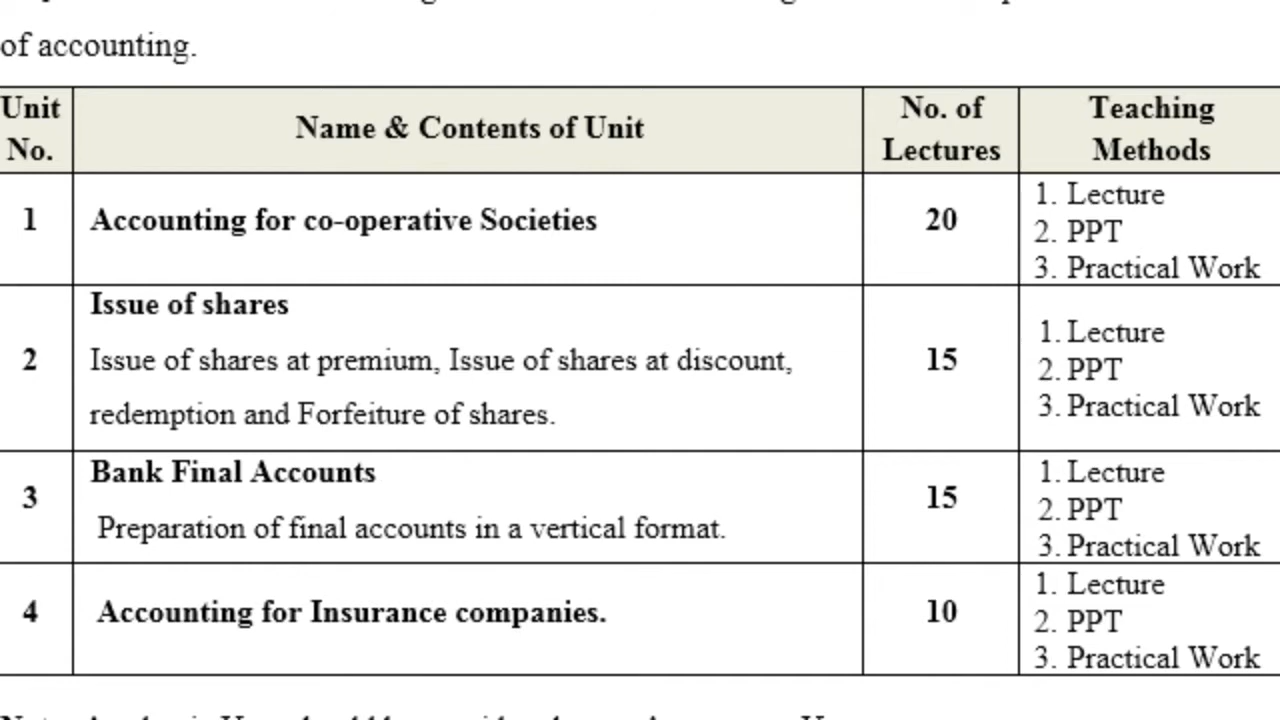 of accounting.
Unit No. Name & Contents of Unit No. of Lectures Teaching Methods
1 Accounting for co-operative Societies 20 1. Lecture
2. PPT
3. Practical Work
Issue of shares
2 Issue of shares at premium, Issue of shares at discount, 15 1. Lecture
2. PPT
redemption and Forfeiture of shares. 3. Practical Work
Bank Final Accounts 1. Lecture
3 15 2. PPT
Preparation of final accounts in a vertical format. 3. Practical Work
4 Accounting for Insurance companies. 10 1. Lecture
2. PPT
3. Practical Work